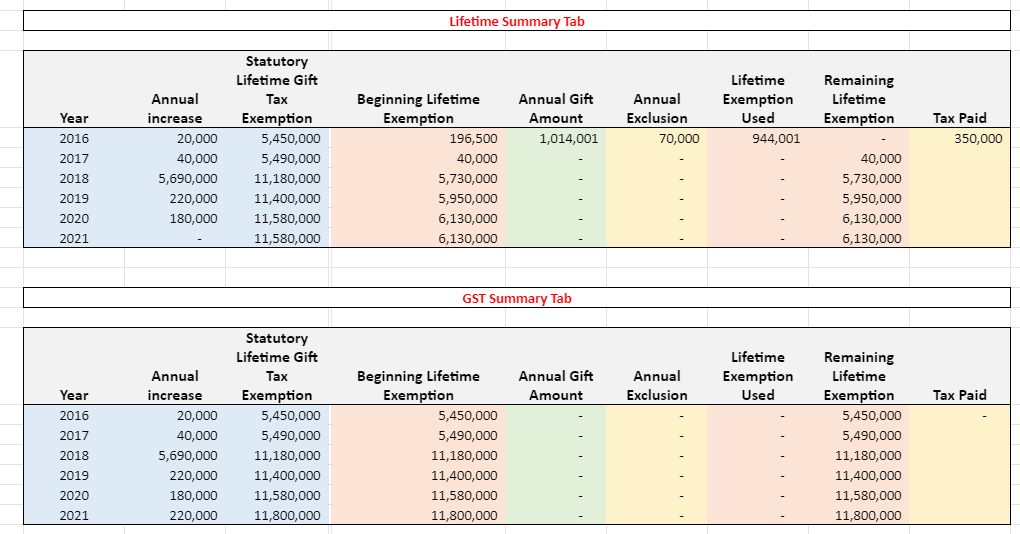 Lifetime Summary Tab
Statutory
Lifetime Gift Lifetime Remaining
Annual Tax Beginning Lifetime Annual Gift Annual Exemption Lifetime
Year increase Exemption Exemption Amount Exclusion Used Exemption Tax Paid
2016 20,000 5,450,000 196,500 1,014,001 70,000 944,001 - 350,000
2017 40,000 5,490,000 40,000 - - - 40,000
2018 5,690,000 11,180,000 5,730,000 - - - 5,730,000
2019 220,000 11,400,000 5,950,000 - - - 5,950,000
2020 180,000 11,580,000 6,130,000 - - - 6,130,000
2021 - 11,580,000 6,130,000 - - - 6,130,000
GST Summary Tab
Statutory
Lifetime Gift Lifetime Remaining
Annual Tax Beginning Lifetime Annual Gift Annual Exemption Lifetime
Year increase Exemption Exemption Amount Exclusion Used Exemption Tax Paid
2016 20,000 5,450,000 5,450,000 - - - 5,450,000 -
2017 40,000 5,490,000 5,490,000 - - - 5,490,000
2018 5,690,000 11,180,000 11,180,000 - - - 11,180,000
2019 220,000 11,400,000 11,400,000 - - - 11,400,000
2020 180,000 11,580,000 11,580,000 - - - 11,580,000
2021 220,000 11,800,000 11,800,000 - - - 11,800,000